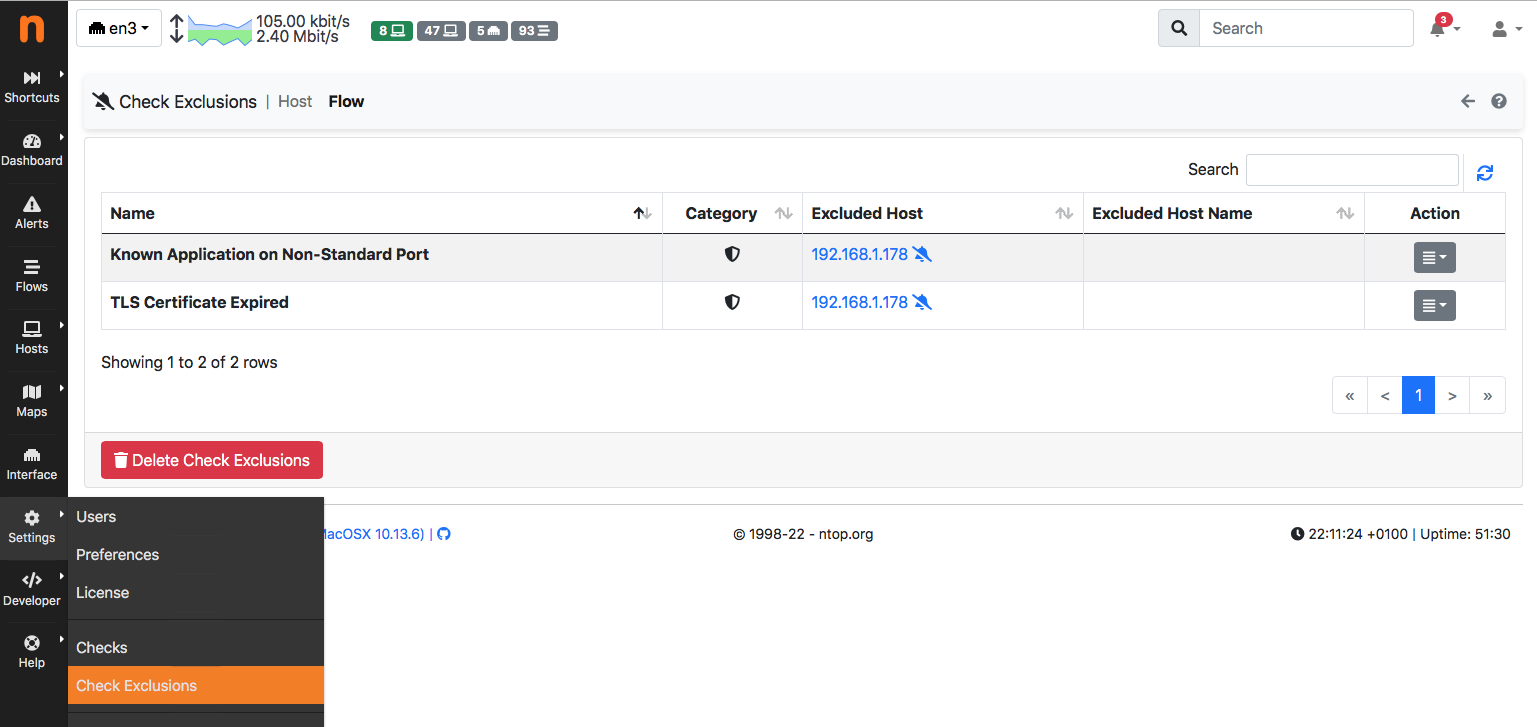 n
en3
105.00 kbit/s
2.40 Mbit/s
8
47
5
93
Search
3
Shortcuts
Dashboard
Alerts
Flows
Hosts
Maps
Interface
Settings
Developer
Help
Check Exclusions | Host Flow
Search
Name Category Excluded Host Excluded Host Name Action
Known Application on Non-Standard Port 192.168.1.178
TLS Certificate Expired 192.168.1.178
Showing 1 to 2 of 2 rows
« < 1 > »
Delete Check Exclusions
Users
Preferences
License
Checks
Check Exclusions
MacOSX 10.13.6) |
© 1998-22 - ntop.org
22:11:24 +0100 | Uptime: 51:30